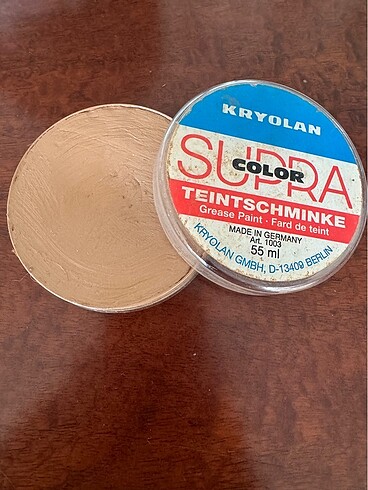 KRYOLAN
SUPRA
COLOR
TEINTSCHMINKE
Grease Paint · Fard de teint
MADE IN GERMANY
Art. 1003
55 ml
KRYOLAN GMBH, D-13409 BERLIN